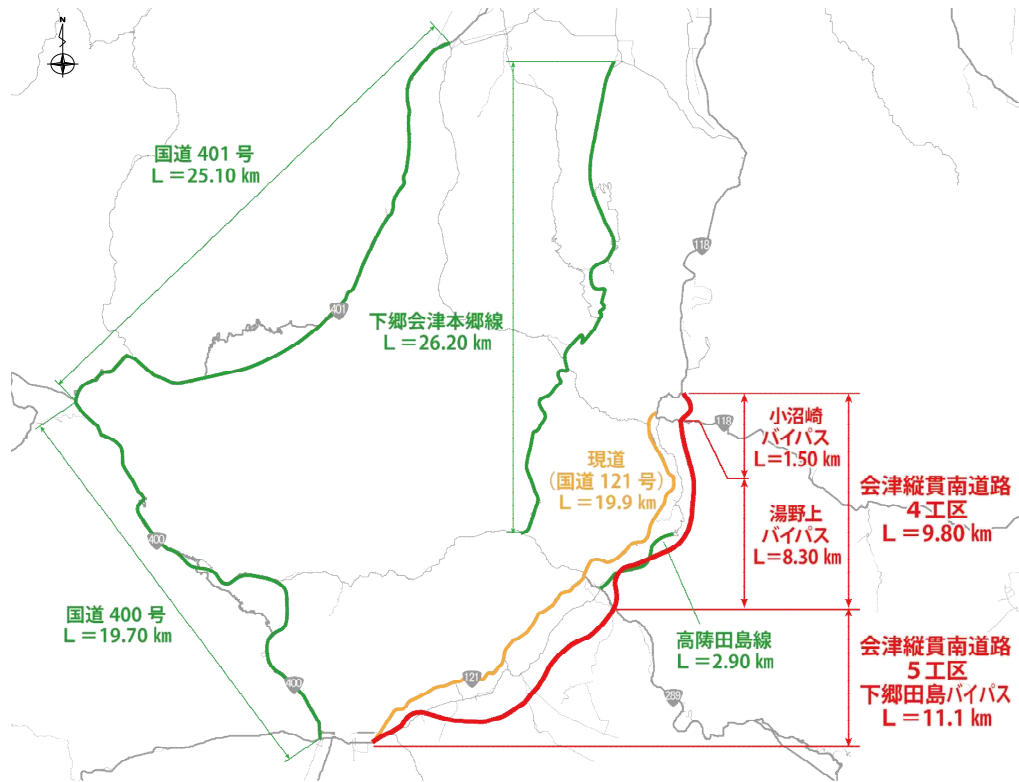 N
国道 401 号
L＝25.10 ㎞
118
401
下郷会津本郷線
L＝26.20 ㎞
118
小沼崎
バイパス
L＝1.50 ㎞
現道
（国道 121 号）
L＝19.9 ㎞
会津縦貫南道路
4 工区
L＝9.80 ㎞
湯野上
バイパス
L＝8.30 ㎞
400
国道 400 号
L＝19.70 ㎞
高陦田島線
L＝2.90 ㎞
会津縦貫南道路
5 工区
下郷田島バイパス
L＝11.1 ㎞
121
400
289